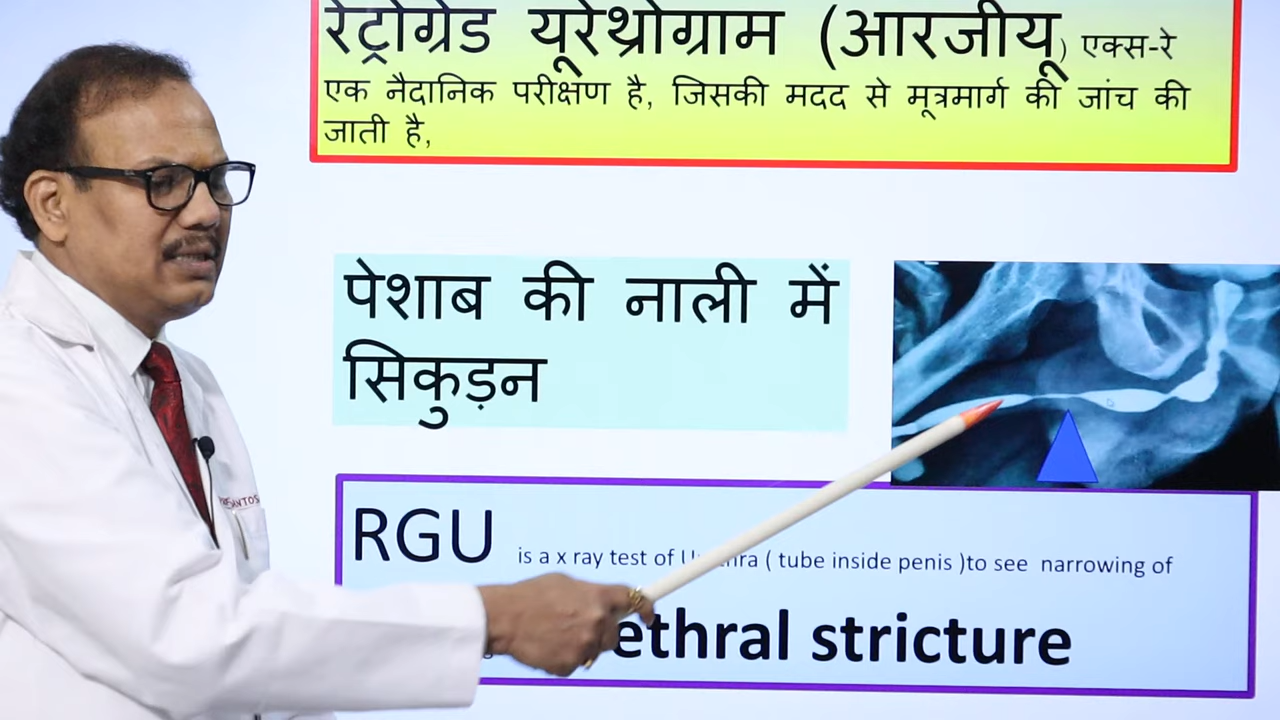 रेट्रोग्रेड यूरेथ्रोग्राम (आरजीयू) एक्स-रे
एक नैदानिक परीक्षण है, जिसकी मदद से मूत्रमार्ग की जांच की
जाती है,
पेशाब की नाली में
सिकुड़न
RGU is a x ray test of ( tube inside penis )to see narrowing of
ethral stricture